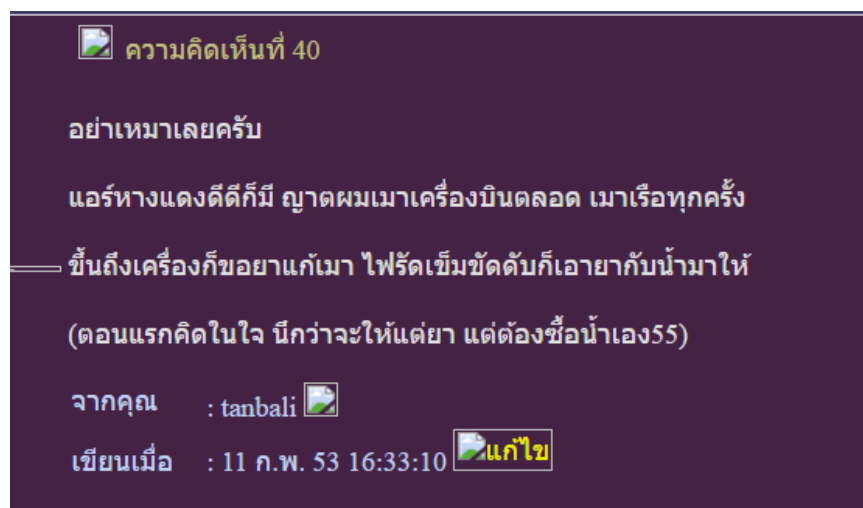 ความคิดเห็นที่ 40
อย่าเหมาเลยครับ
แอร์หางแดงดีดีก็มี ญาตผมเมาเครื่องบินตลอด เมาเรือทุกครั้ง
ขึ้นถึงเครื่องก็ขอยาแก้เมา ไฟรัดเข็มขัดดับก็เอายากับน้ำมาให้
(ตอนแรกคิดในใจ นึกว่าจะให้แต่ยา แต่ต้องซื้อน้ำเอง55)
จากคุณ : tanbali
เขียนเมื่อ : 11 ก.พ. 53 16:33:10 แก้ไข